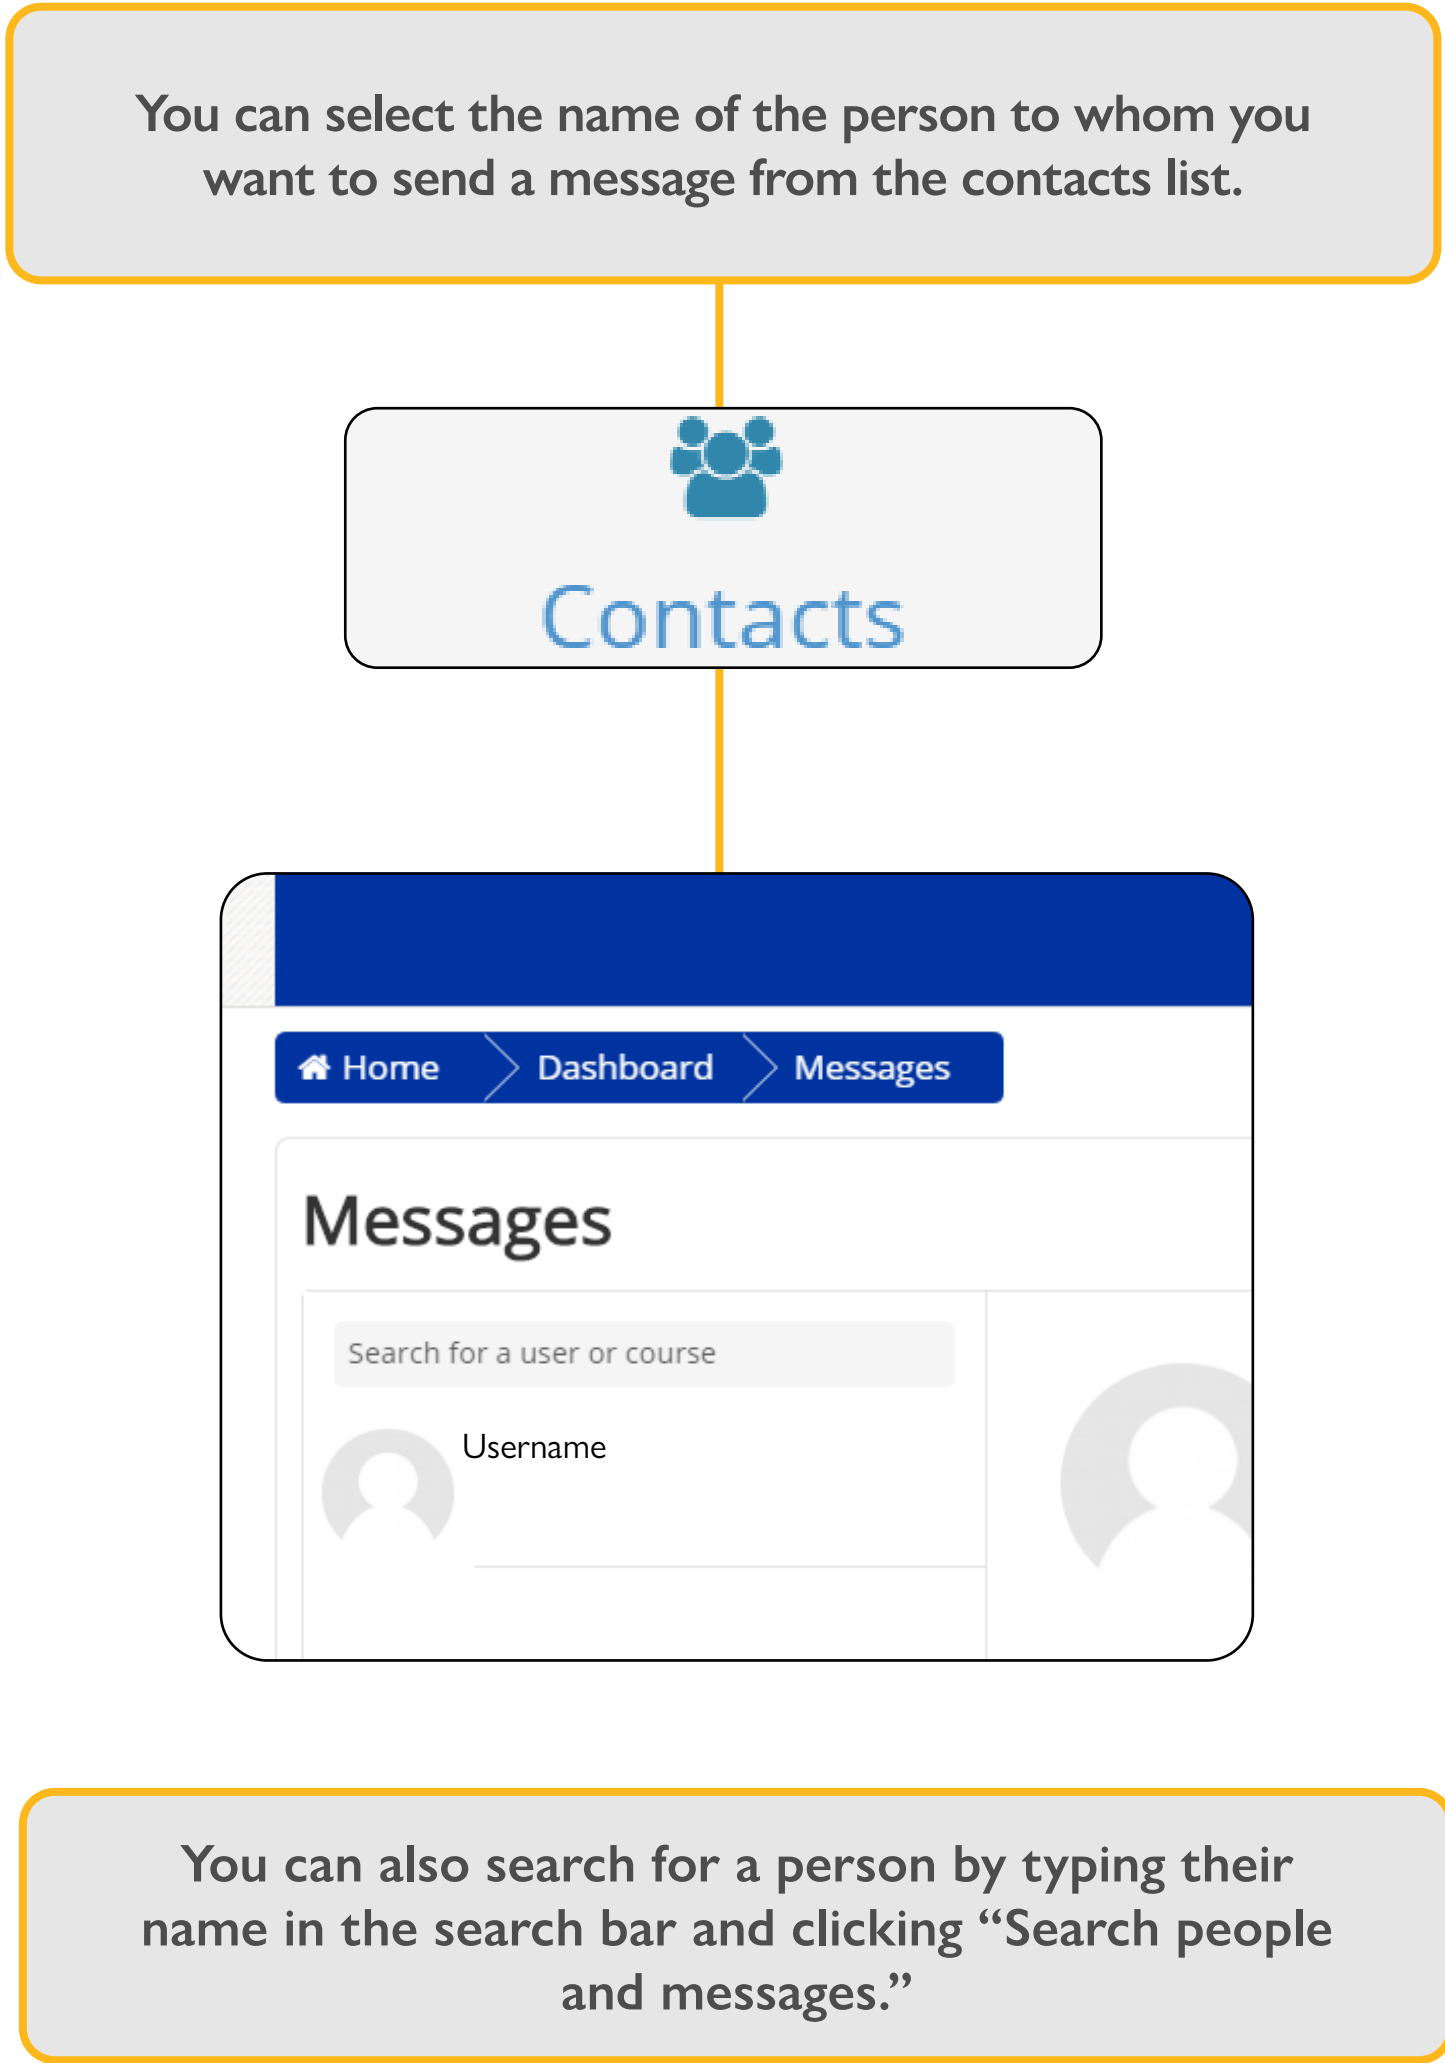 You can select the name of the person to whom you
want to send a message from the contacts list.
Contacts
Home Dashboard Messages
Messages
Search for a user or course
Username
You can also search for a person by typing their
name in the search bar and clicking “Search people
and messages.”